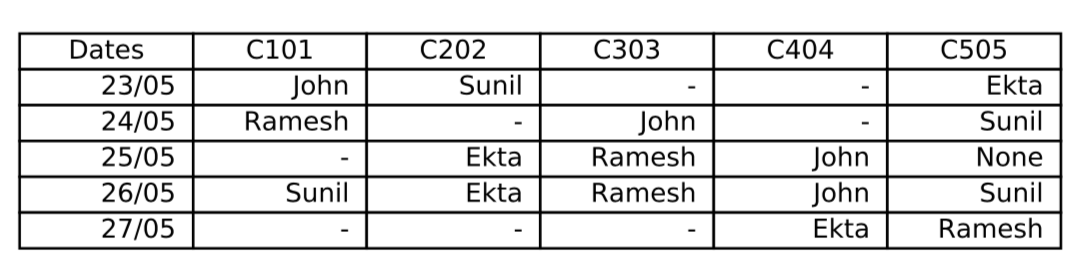 Dates C101 C202 C303 C404 C505
23/05 John Sunil - - Ekta
24/05 Ramesh - John - Sunil
25/05 - Ekta Ramesh John None
26/05 Sunil Ekta Ramesh John Sunil
27/05 - - - Ekta Ramesh